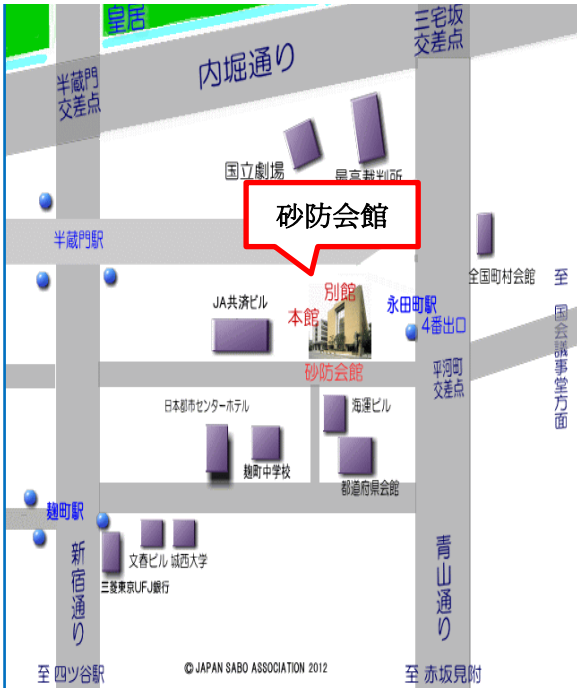 皇居
三宅坂
交差点
内堀通り
半蔵門
交差点
国立劇場
最高裁判所
砂防会館
半蔵門駅
全国町村会館
至 国会議事堂方面
別館
本館
JA共済ビル
永田町駅
4番出口
砂防会館
平河町
交差点
日本都市センターホテル
海運ビル
麹町中学校
都道府県会館
麹町駅
文春ビル
城西大学
三菱東京UFJ銀行
新宿通り
青山通り
至 四ツ谷駅
© JAPAN SABO ASSOCIATION 2012
至 赤坂見附